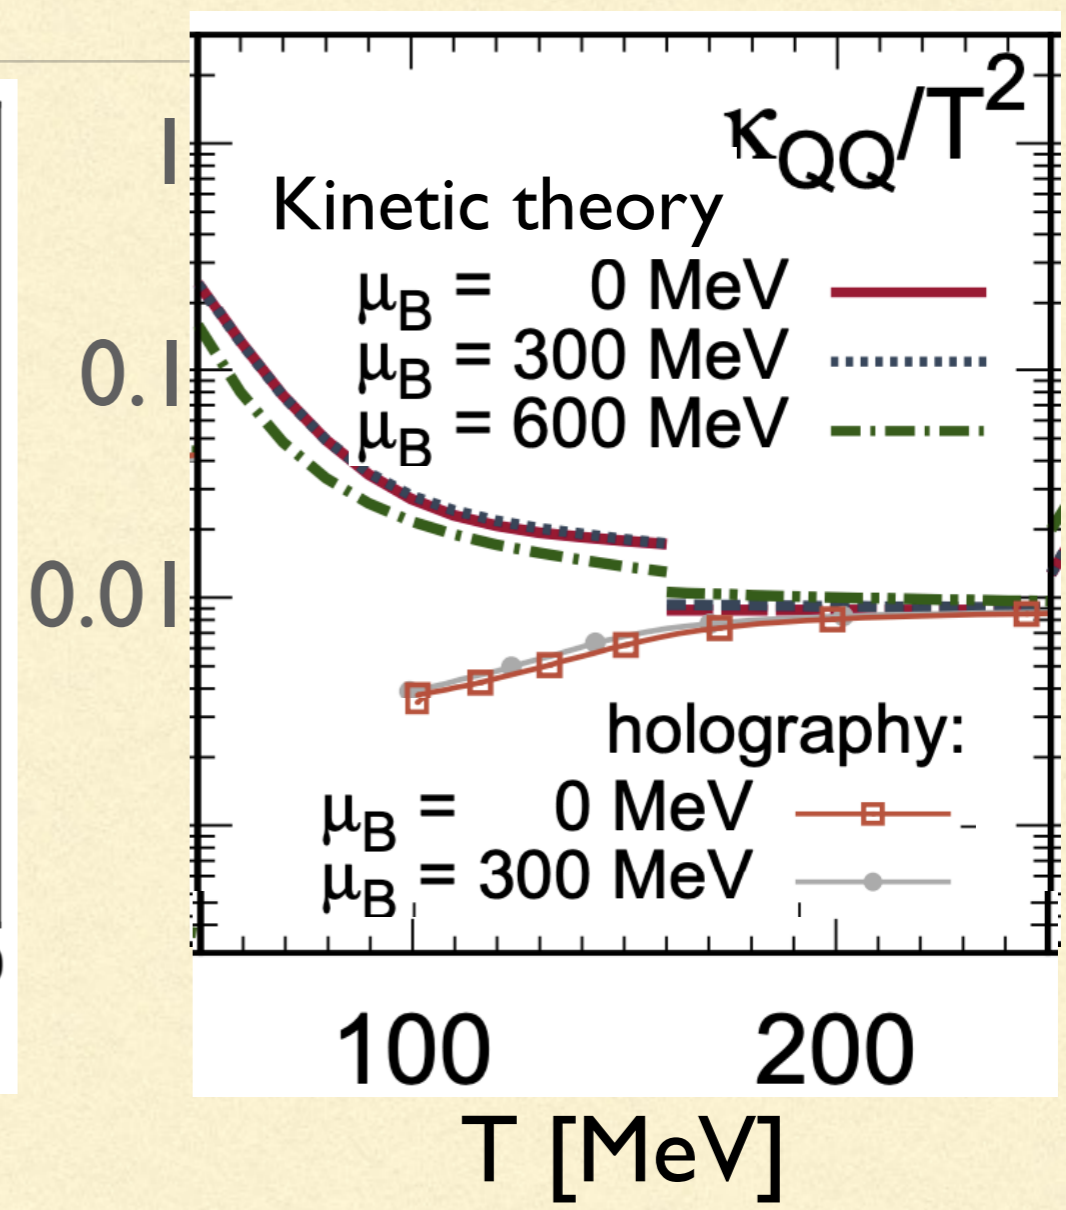 κQQ/T2
1
Kinetic theory
μB = 0 MeV
μB = 300 MeV
0.1
μB = 600 MeV
0.01
holography:
μB = 0 MeV
μB = 300 MeV
100 200
T [MeV]